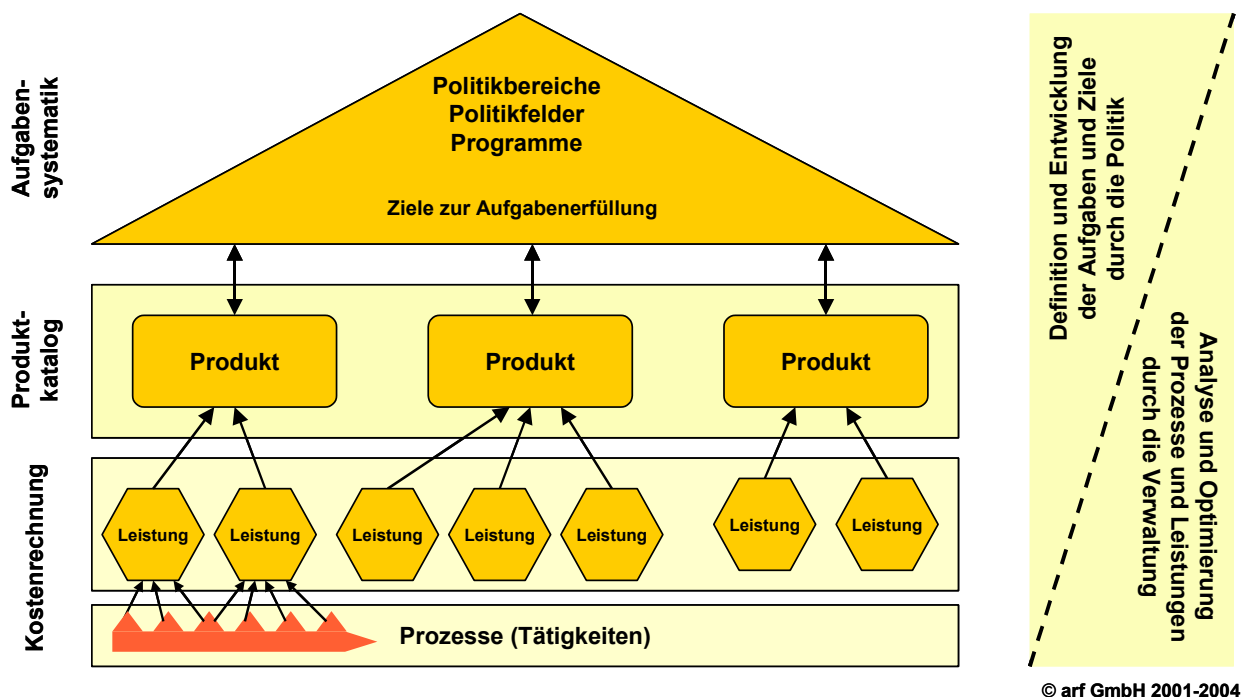 Aufgaben-
systematik
Politikbereiche
Politikfelder
Programme
Ziele zur Aufgabenerfüllung
Produkt-
katalog
Produkt
Produkt
Produkt
Kostenrechnung
Leistung
Leistung
Leistung
Leistung
Leistung
Leistung
Leistung
Prozesse (Tätigkeiten)
Definition und Entwicklung
der Aufgaben und Ziele
durch die Politik
Analyse und Optimierung
der Prozesse und Leistungen
durch die Verwaltung
© arf GmbH 2001-2004